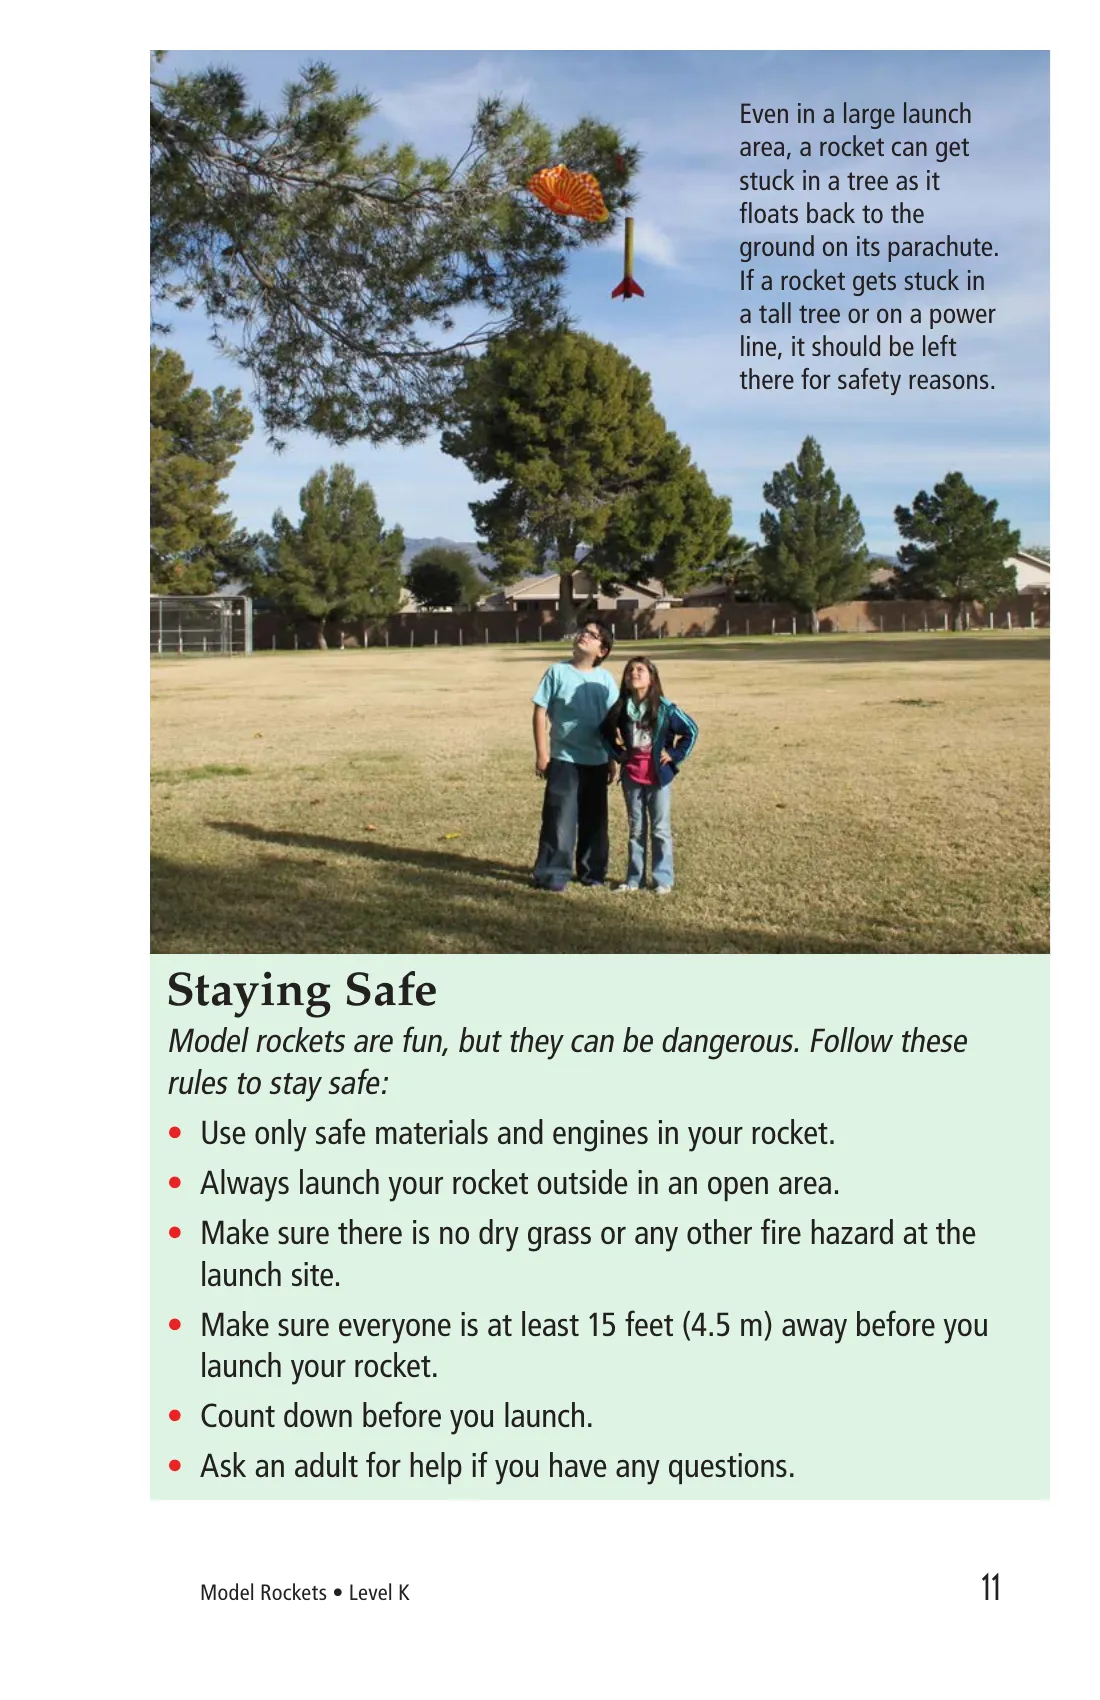 Even in a large launch
area, a rocket can get
stuck in a tree as it
floats back to the
ground on its parachute.
If a rocket gets stuck in
a tall tree or on a power
line, it should be left
there for safety reasons.
Staying Safe
Model rockets are fun, but they can be dangerous. Follow these
rules to stay safe:
• Use only safe materials and engines in your rocket.
• Always launch your rocket outside in an open area.
• Make sure there is no dry grass or any other fire hazard at the
launch site.
• Make sure everyone is at least 15 feet (4.5 m) away before you
launch your rocket.
• Count down before you launch.
• Ask an adult for help if you have any questions.
Model Rockets • Level K 11